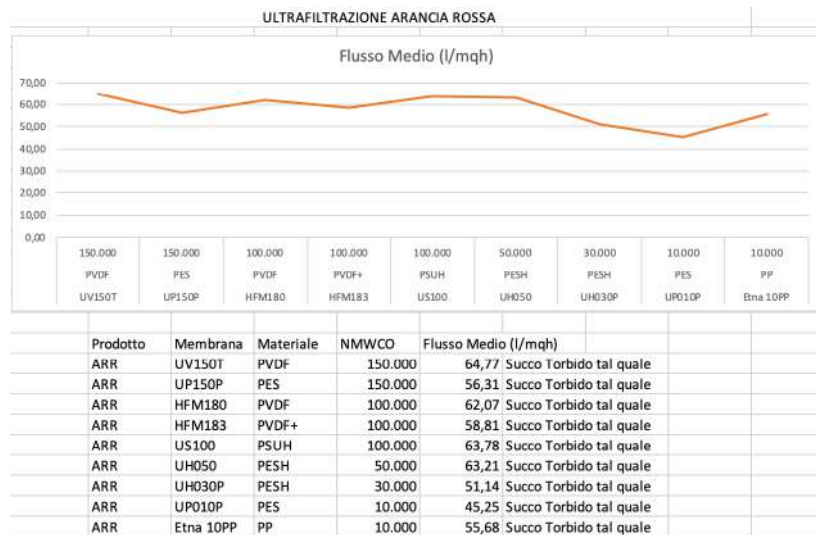 ULTRAFILTRAZIONE ARANCIA ROSSA
Flusso Medio (l/mqh)
70,00
60,00
50,00
40,00
30,00
20,00
10,00
0,00
150.000 150.000 100.000 100.000 100.000 50.000 30.000 10.000 10.000
PVDF PES PVDF PVDF+ PSUH PESH PESH PES PP
UV150T UP150P HFM180 HFM183 US100 UH050 UH030P UP010P Etna 10PP
Prodotto Membrana Materiale NMWCO Flusso Medio (l/mqh)
ARR UV150T PVDF 150.000 64,77 Succo Torbido tal quale
ARR UP150P PES 150.000 56,31 Succo Torbido tal quale
ARR HFM180 PVDF 100.000 62,07 Succo Torbido tal quale
ARR HFM183 PVDF+ 100.000 58,81 Succo Torbido tal quale
ARR US100 PSUH 100.000 63,78 Succo Torbido tal quale
ARR UH050 PESH 50.000 63,21 Succo Torbido tal quale
ARR UH030P PESH 30.000 51,14 Succo Torbido tal quale
ARR UP010P PES 10.000 45,25 Succo Torbido tal quale
ARR Etna 10PP PP 10.000 55,68 Succo Torbido tal quale